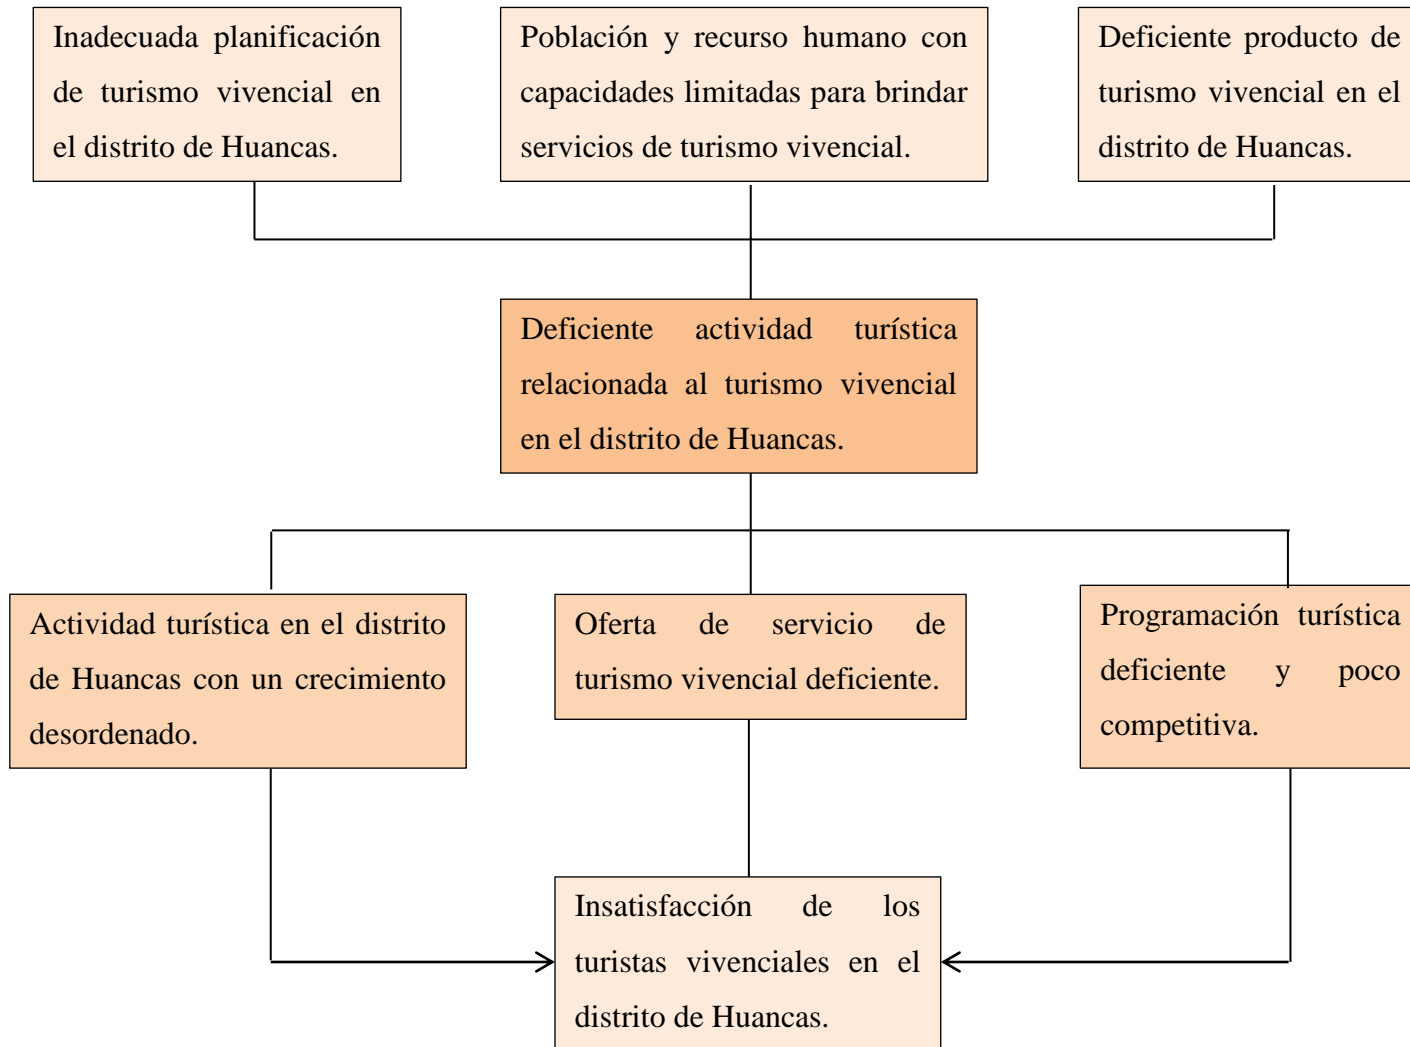 Inadecuada planificación
de turismo vivencial en
el distrito de Huancas.
Población y recurso humano con
capacidades limitadas para brindar
servicios de turismo vivencial.
Deficiente producto de
turismo vivencial en el
distrito de Huancas.
Deficiente actividad turística
relacionada al turismo vivencial
en el distrito de Huancas.
Actividad turística en el distrito
de Huancas con un crecimiento
desordenado.
Oferta de servicio de
turismo vivencial deficiente.
Programación turística
deficiente y poco
competitiva.
Insatisfacción de los
turistas vivenciales en el
distrito de Huancas.